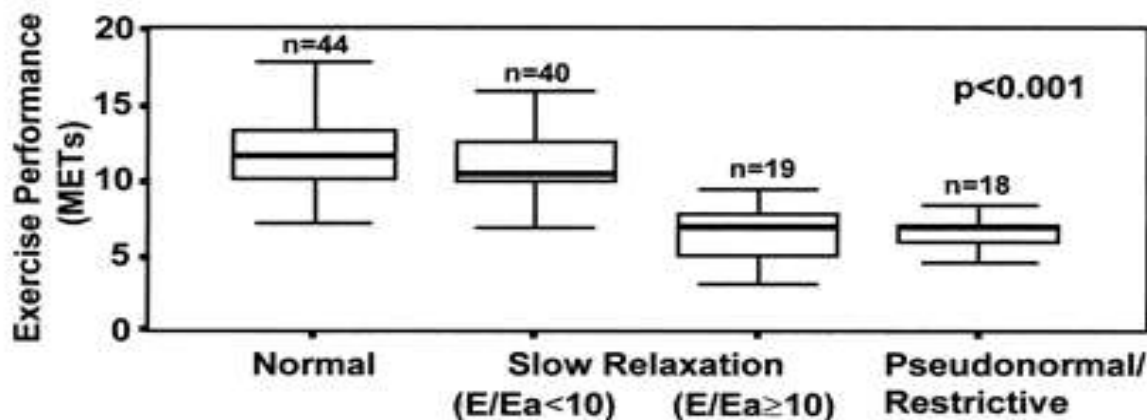 Exercise Performance
(METs)
20
15
10
5
0
n=44
n=40
n=19
n=18
p<0.001
Normal
Slow Relaxation
(E/Ea<10) (E/Ea≥10)
Pseudonormal/
Restrictive